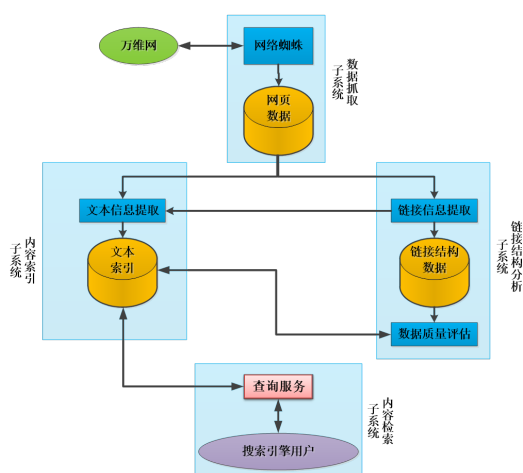 万维网
网络蜘蛛
数据抓取
子系统
网页
数据
文本信息提取
链接信息提取
内容索引
子系统
文本
索引
链接结构
数据
链接结构分析
子系统
数据质量评估
查询服务
内容检索
子系统
搜索引擎用户